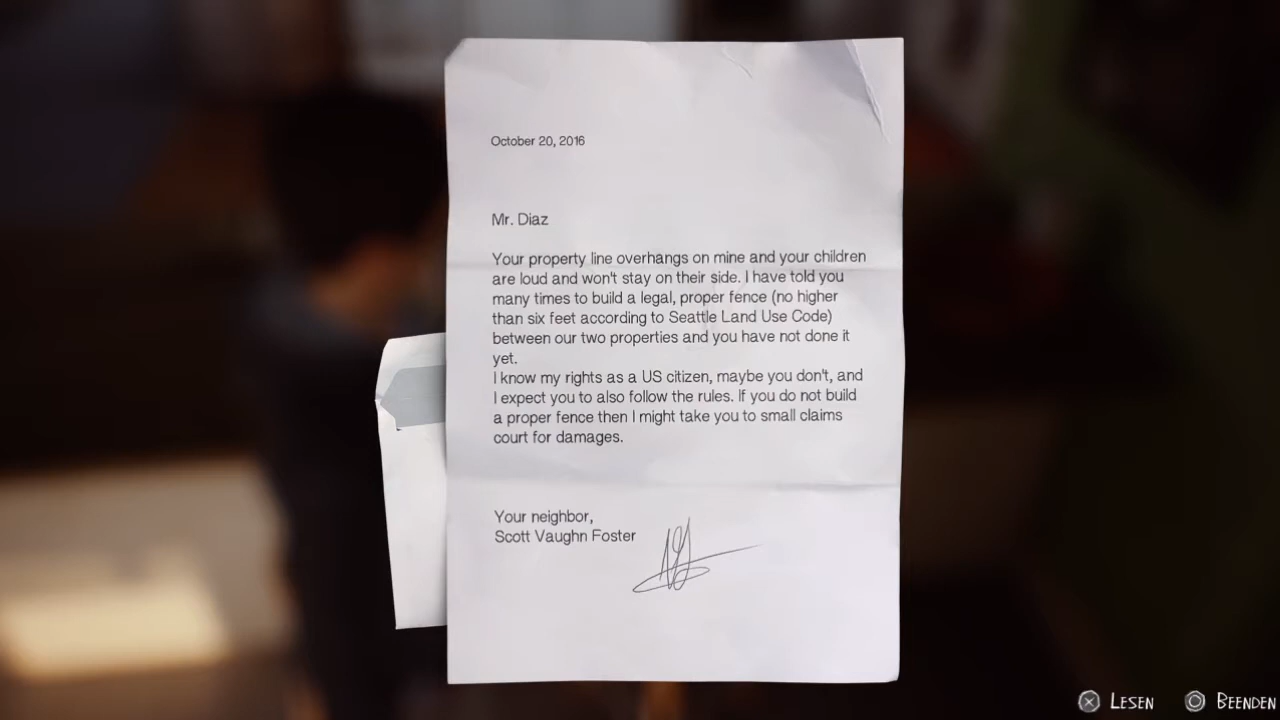 October 20, 2016
Mr. Diaz
Your property line overhangs on mine and your children
are loud and won't stay on their side. I have told you
many times to build a legal, proper fence (no higher
than six feet according to Seattle Land Use Code)
between our two properties and you have not done it
yet.
I know my rights as a US citizen, maybe you don't, and
I expect you to also follow the rules. If you do not build
a proper fence then I might take you to small claims
court for damages.
Your neighbor,
Scott Vaughn Foster
LESEN
BEENDEN